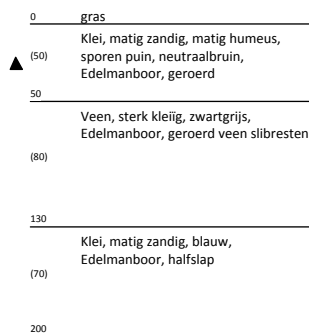 0 gras
Klei, matig zandig, matig humeus,
(50) sporen puin, neutraalbruin,
Edelmanboor, geroerd
50
Veen, sterk kleiïg, zwartgrijs,
Edelmanboor, geroerd veen slibresten
(80)
130
Klei, matig zandig, blauw,
Edelmanboor, halfslap
(70)
200